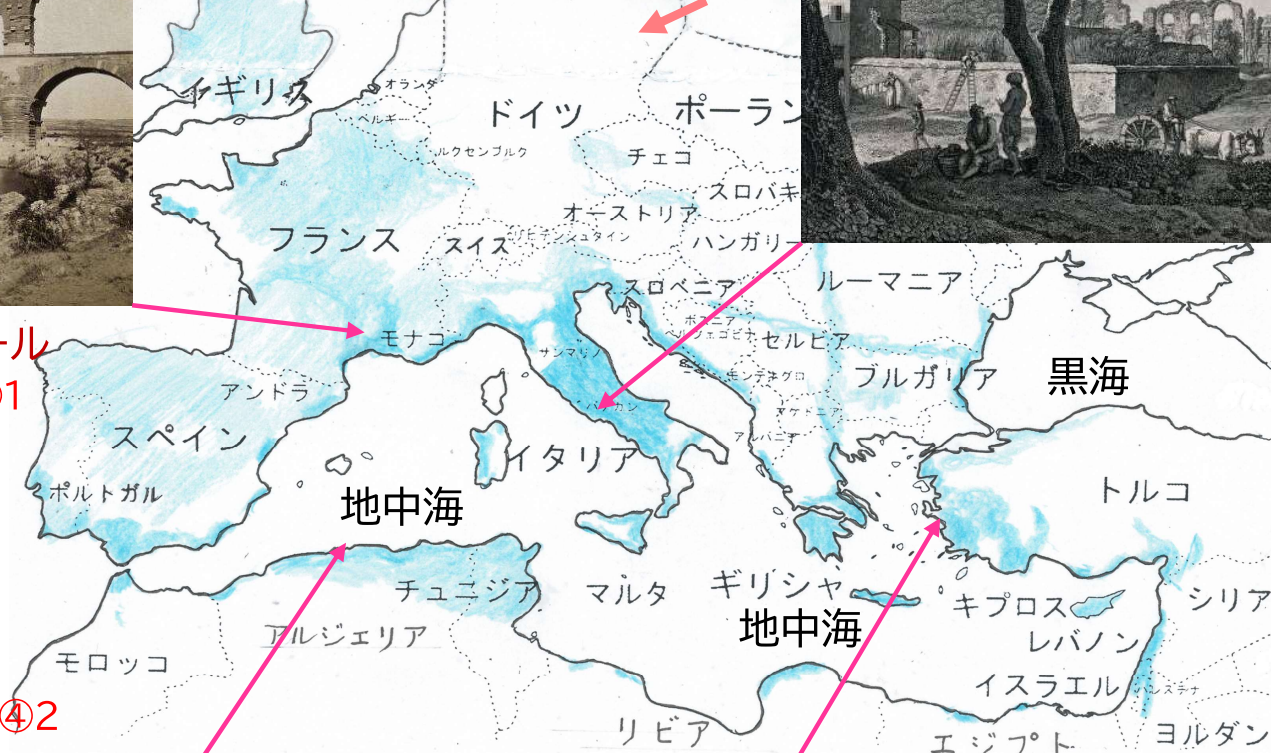 オランダ
イギリス
ドイツ
ポーラン
ベルギー
ルクセンブルク
チェコ
スロバキ
オーストリア
フランス
スイス
リヒテンシュタイン
ハンガリー
スロベニア
ルーマニア
ール
モナコ
サンマリノ
ボスニア
ヘルツェゴビナ
セルビア
01
アンドラ
モンテネグロ
ブルガリア
黒海
バチカン
マケドニア
スペイン
アルバニア
イタリア
ポルトガル
地中海
トルコ
チュニジア
マルタ
ギリシャ
キプロス
シリア
アルジェリア
地中海
レバノン
モロッコ
イスラエル
パレスチナ
④2
リビア
エジプト
ヨルダン